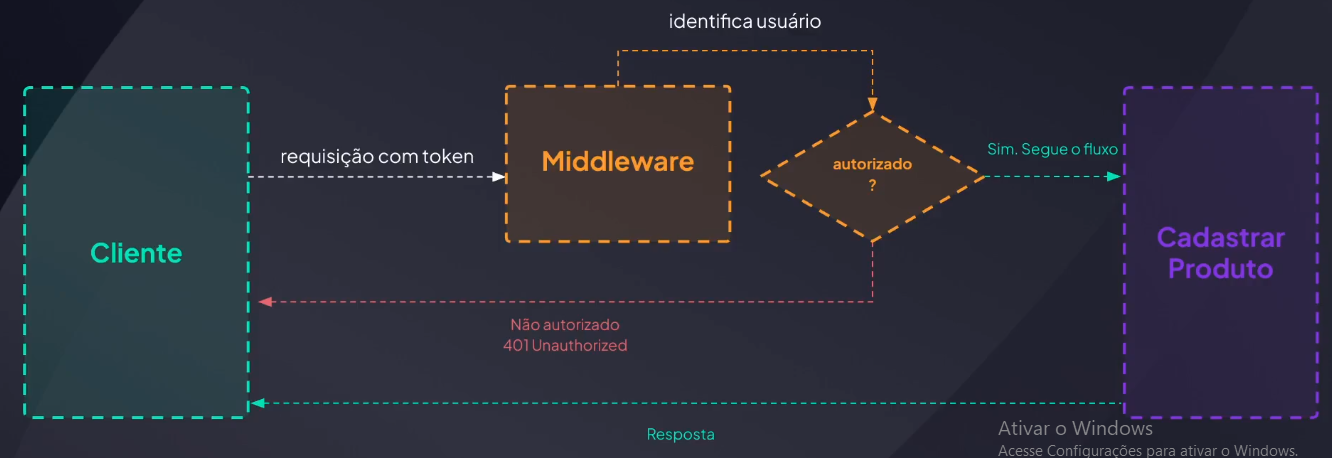 identifica usuário
requisição com token
Middleware
autorizado
?
Sim. Segue o fluxo
Cliente
Cadastrar
Produto
Não autorizado
401 Unauthorized
Resposta
Ativar o Windows
Acesse Configurações para ativar o Windows.